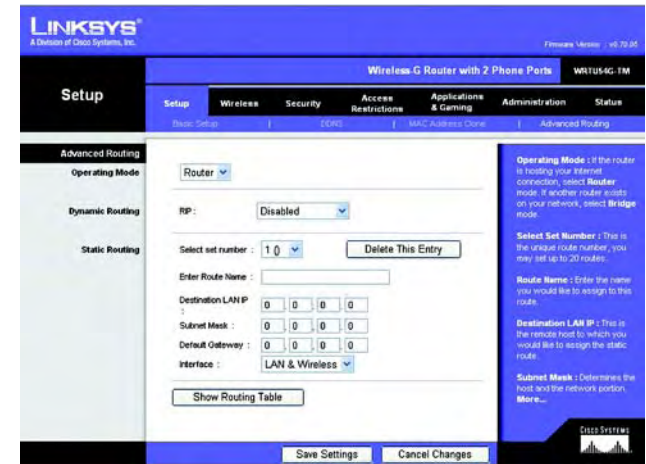 LINKSYS®
A Division of Cisco Systems, Inc.
Firmware Version : v0.70.05
Wireless-G Router with 2 Phone Ports WRTU54G-TM
Setup
Setup Wireless Security Access Restrictions Applications & Gaming Administration Status
Basic Setup | DDNS | MAC Address Clone | Advanced Routing
Advanced Routing
Operating Mode
Router
Dynamic Routing
RIP :
Disabled
Static Routing
Select set number :
1 ()
Delete This Entry
Enter Route Name :
Destination LAN IP
:
0 . 0 . 0 . 0
Subnet Mask :
0 . 0 . 0 . 0
Default Gateway :
0 . 0 . 0 . 0
Interface :
LAN & Wireless
Show Routing Table
Save Settings
Cancel Changes
Operating Mode : If the router
is hosting your Internet
connection, select Router
mode. If another router exists
on your network, select Bridge
mode.
Select Set Number : This is
the unique route number, you
may set up to 20 routes.
Route Name : Enter the name
you would like to assign to this
route.
Destination LAN IP : This is
the remote host to which you
would like to assign the static
route.
Subnet Mask : Determines the
host and the network portion.
More...
CISCO SYSTEMS